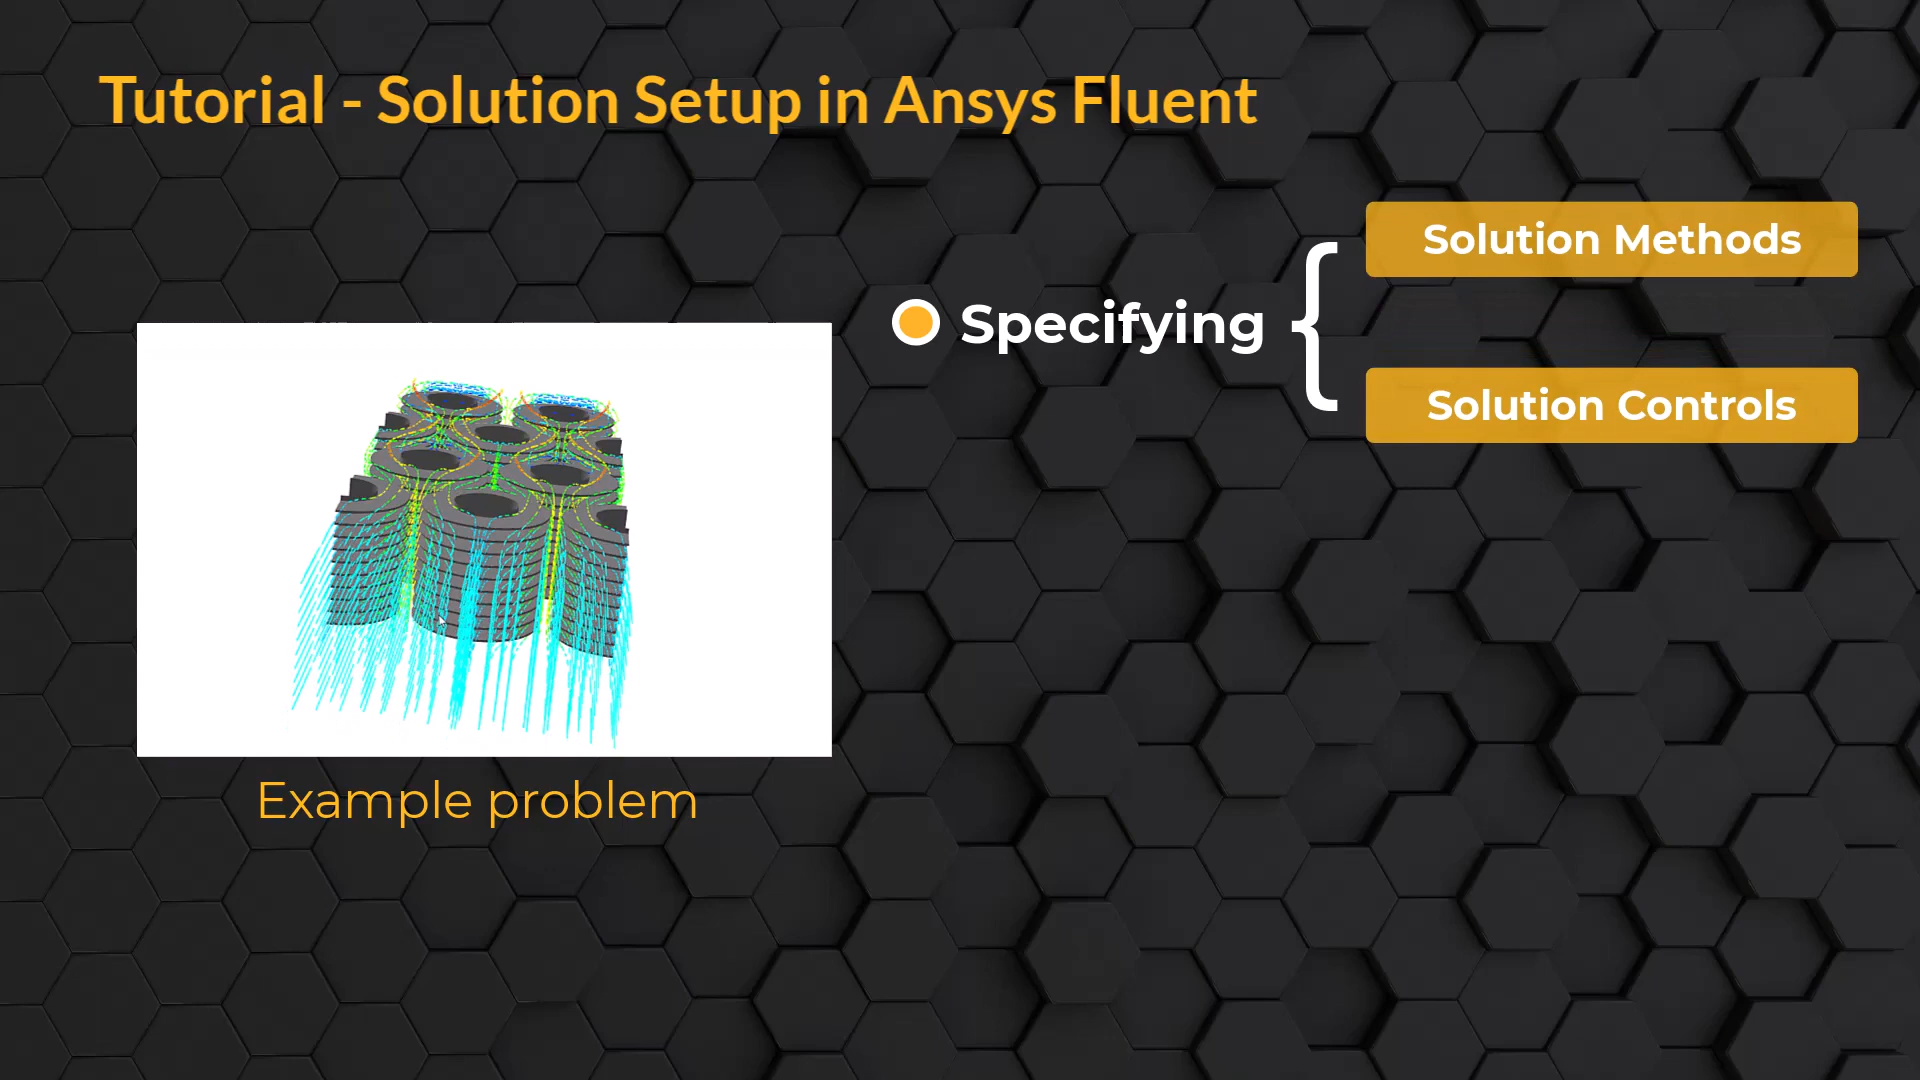 Tutorial - Solution Setup in Ansys Fluent
Specifying
Solution Methods
Solution Controls
Example problem